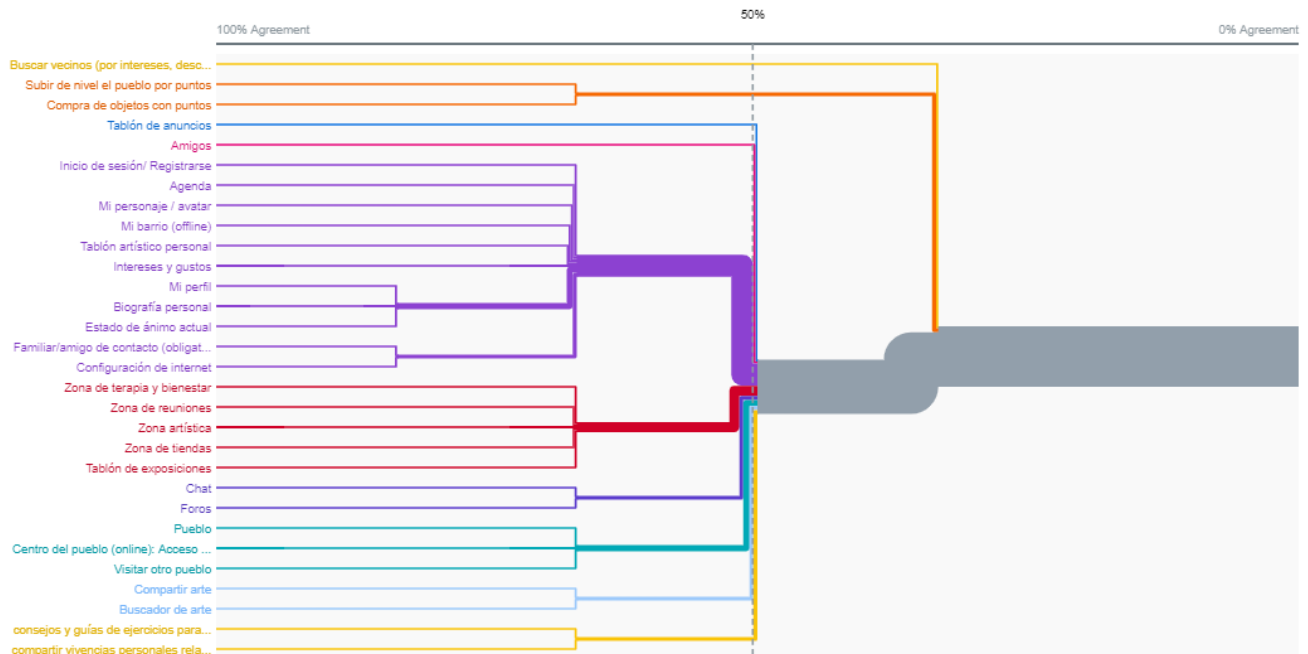 50%
100% Agreement
0% Agreement
Buscar vecinos (por intereses, desc...
Subir de nivel el pueblo por puntos
Compra de objetos con puntos
Tablón de anuncios
Amigos
Inicio de sesión/ Registrarse
Agenda
Mi personaje / avatar
Mi barrio (offline)
Tablón artístico personal
Intereses y gustos
Mi perfil
Biografía personal
Estado de ánimo actual
Familiar/amigo de contacto (obligat...
Configuración de internet
Zona de terapia y bienestar
Zona de reuniones
Zona artística
Zona de tiendas
Tablón de exposiciones
Chat
Foros
Pueblo
Centro del pueblo (online): Acceso ...
Visitar otro pueblo
Compartir arte
Buscador de arte
consejos y guías de ejercicios para...
compartir vivencias personales rela...